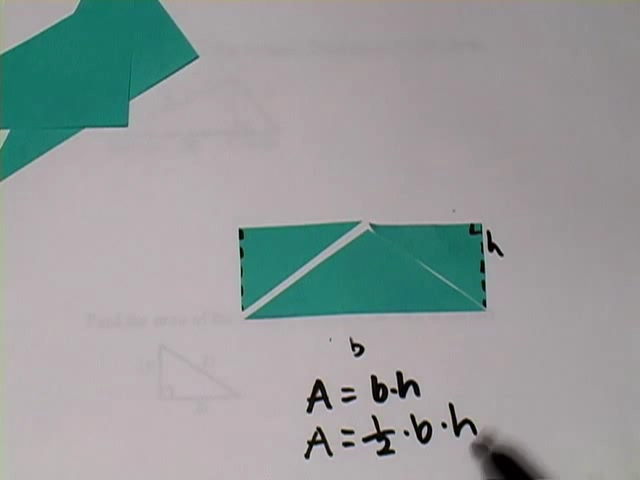 h
b
A = b·h
A = 1/2·b·h